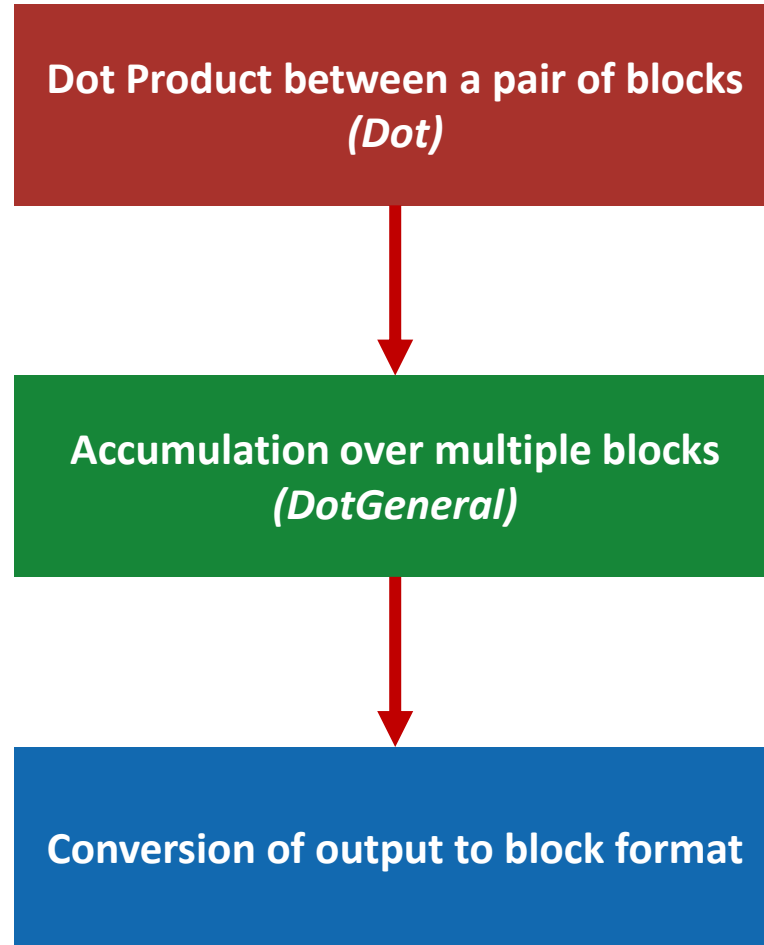 Dot Product between a pair of blocks
(Dot)
Accumulation over multiple blocks
(DotGeneral)
Conversion of output to block format